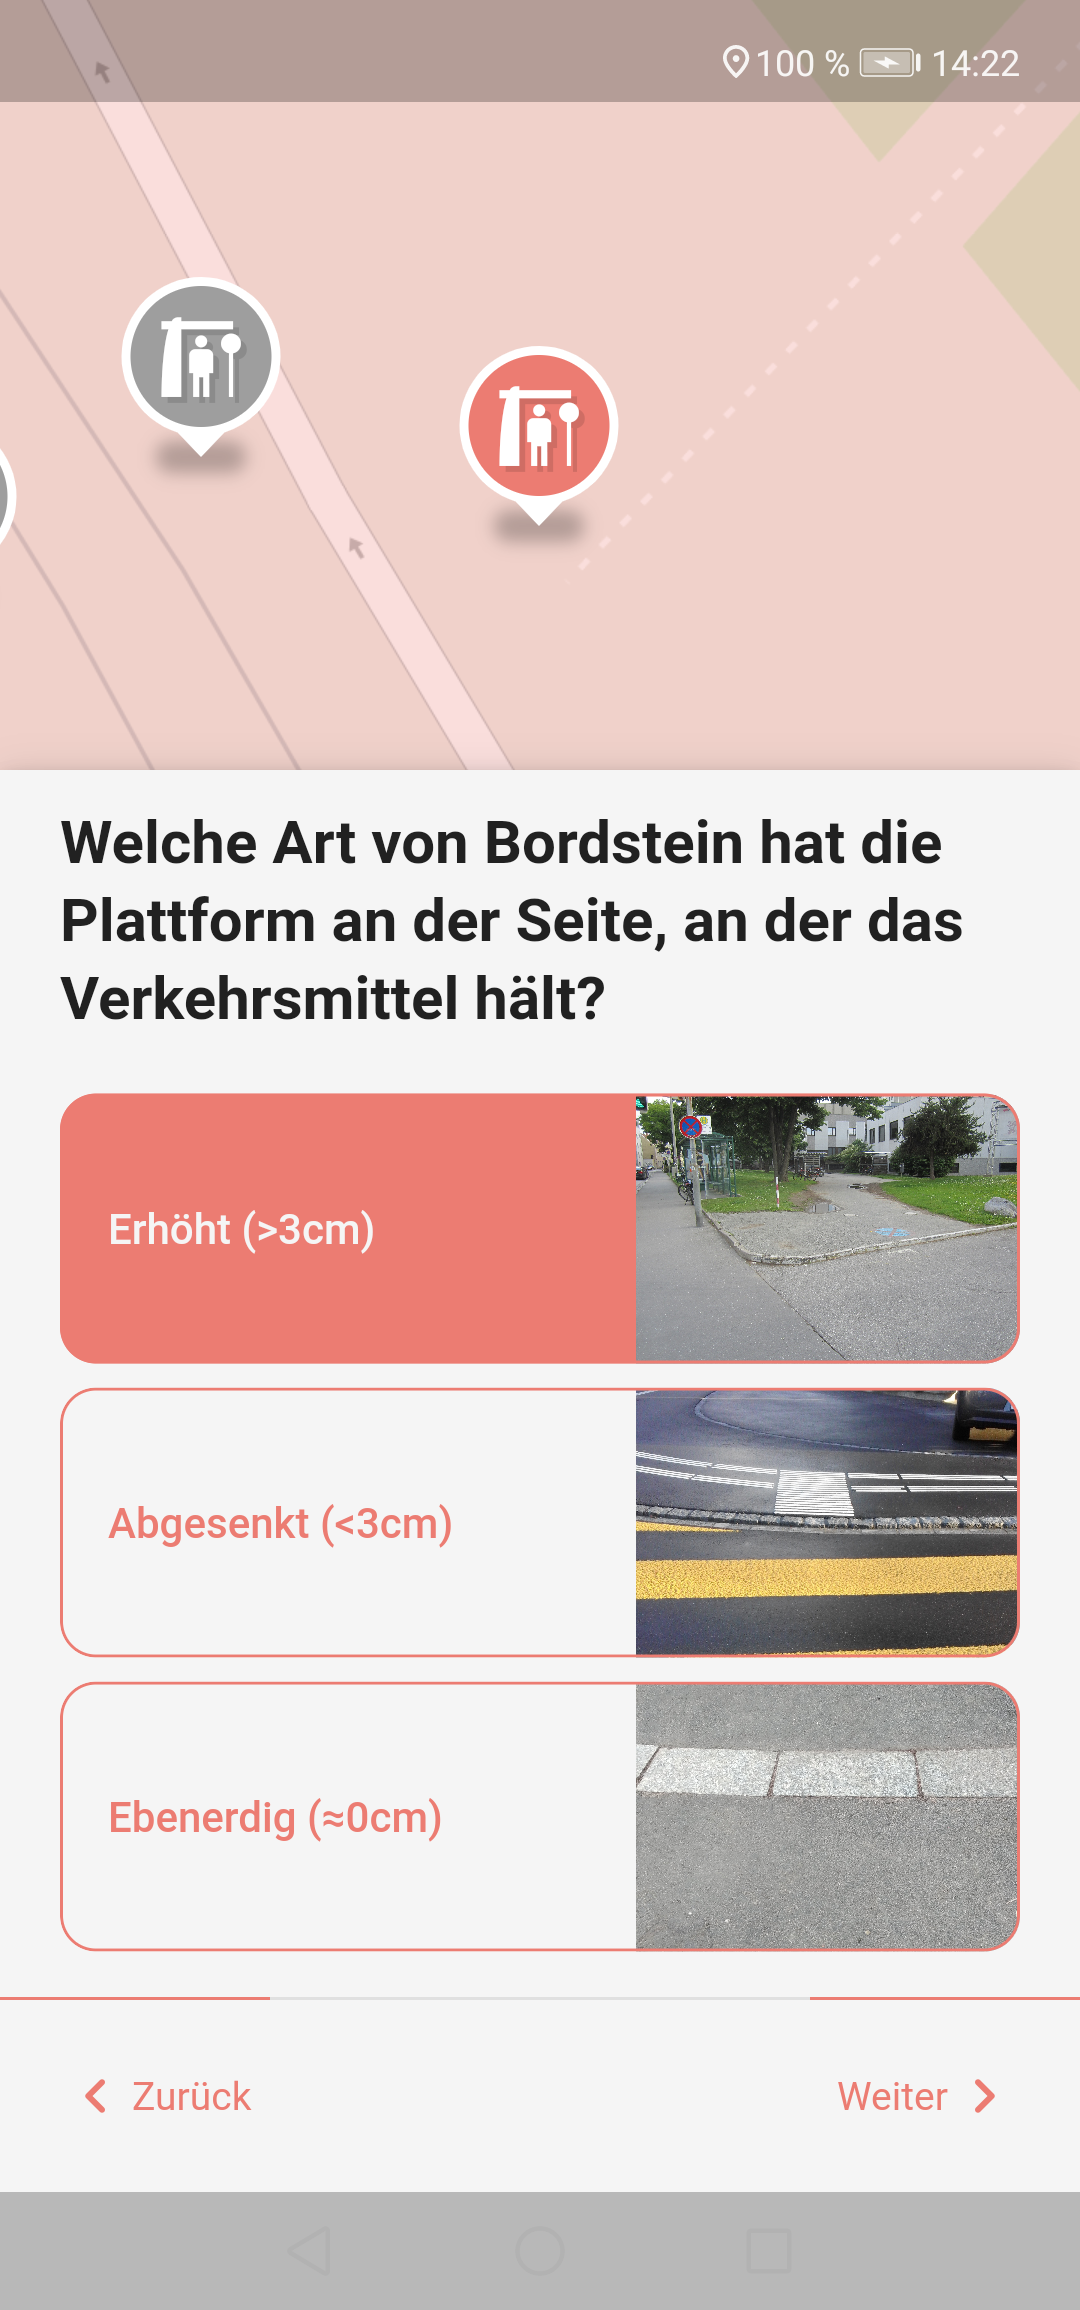 100 % 14:22
Welche Art von Bordstein hat die
Plattform an der Seite, an der das
Verkehrsmittel hält?
Erhöht (>3cm)
Abgesenkt (<3cm)
Ebenerdig (≈0cm)
Zurück
Weiter